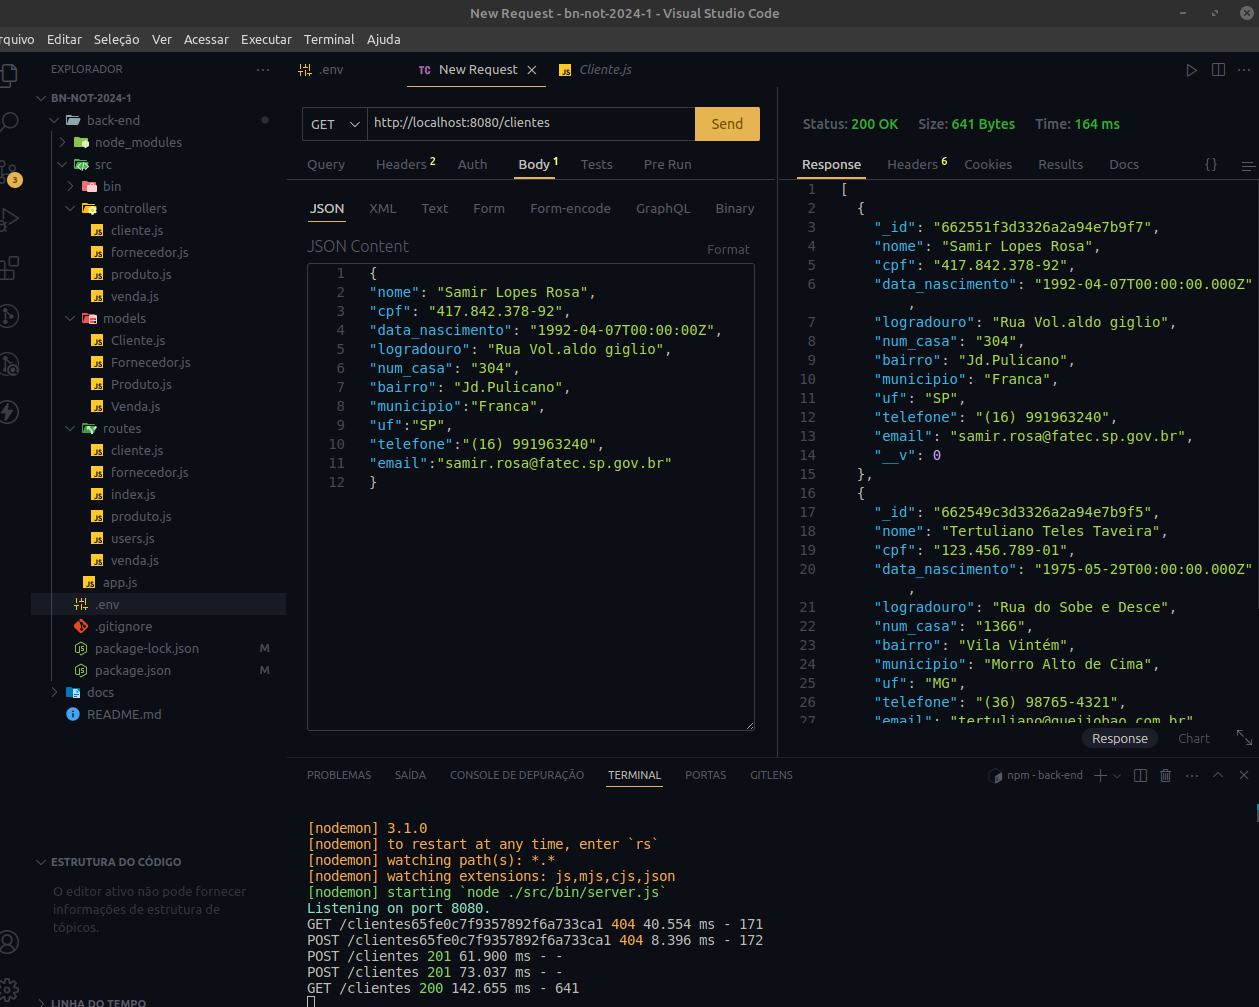 New Request - bn-not-2024-1 - Visual Studio Code
rquivo Editar Seleção Ver Acessar Executar Terminal Ajuda
EXPLORADOR
BN-NOT-2024-1
back-end
node_modules
src
bin
controllers
cliente.js
fornecedor.js
produto.js
venda.js
models
Cliente.js
Fornecedor.js
Produto.js
Venda.js
routes
cliente.js
fornecedor.js
index.js
produto.js
users.js
venda.js
app.js
.env
.gitignore
package-lock.json M
package.json M
docs
README.md
3
ESTRUTURA DO CÓDIGO
O editor ativo não pode fornecer
informações de estrutura de
tópicos.
LINHA DO TEMPO
.env TC New Request Cliente.js
GET http://localhost:8080/clientes Send
Query Headers 2 Auth Body 1 Tests Pre Run
JSON XML Text Form Form-encode GraphQL Binary
JSON Content Format
1 {
2 "nome": "Samir Lopes Rosa",
3 "cpf": "417.842.378-92",
4 "data_nascimento": "1992-04-07T00:00:00Z",
5 "logradouro": "Rua Vol.aldo giglio",
6 "num_casa": "304",
7 "bairro": "Jd.Pulicano",
8 "municipio":"Franca",
9 "uf":"SP",
10 "telefone":"(16) 991963240",
11 "email":"samir.rosa@fatec.sp.gov.br"
12 }
Status: 200 OK Size: 641 Bytes Time: 164 ms
Response Headers 6 Cookies Results Docs {}
1 [
2 {
3 "_id": "662551f3d3326a2a94e7b9f7",
4 "nome": "Samir Lopes Rosa",
5 "cpf": "417.842.378-92",
6 "data_nascimento": "1992-04-07T00:00:00.000Z"
,
7 "logradouro": "Rua Vol.aldo giglio",
8 "num_casa": "304",
9 "bairro": "Jd.Pulicano",
10 "municipio": "Franca",
11 "uf": "SP",
12 "telefone": "(16) 991963240",
13 "email": "samir.rosa@fatec.sp.gov.br",
14 "__v": 0
15 },
16 {
17 "_id": "662549c3d3326a2a94e7b9f5",
18 "nome": "Tertuliano Teles Taveira",
19 "cpf": "123.456.789-01",
20 "data_nascimento": "1975-05-29T00:00:00.000Z"
,
21 "logradouro": "Rua do Sobe e Desce",
22 "num_casa": "1366",
23 "bairro": "Vila Vintém",
24 "municipio": "Morro Alto de Cima",
25 "uf": "MG",
26 "telefone": "(36) 98765-4321",
27 "email": "tertuliano@queijobao.com.br"
Response Chart
PROBLEMAS SAÍDA CONSOLE DE DEPURAÇÃO TERMINAL PORTAS GITLENS npm - back-end
[nodemon] 3.1.0
[nodemon] to restart at any time, enter `rs`
[nodemon] watching path(s): *.*
[nodemon] watching extensions: js,mjs,cjs,json
[nodemon] starting `node ./src/bin/server.js`
Listening on port 8080.
GET /clientes65fe0c7f9357892f6a733ca1 404 40.554 ms - 171
POST /clientes65fe0c7f9357892f6a733ca1 404 8.396 ms - 172
POST /clientes 201 61.900 ms - -
POST /clientes 201 73.037 ms - -
GET /clientes 200 142.655 ms - 641